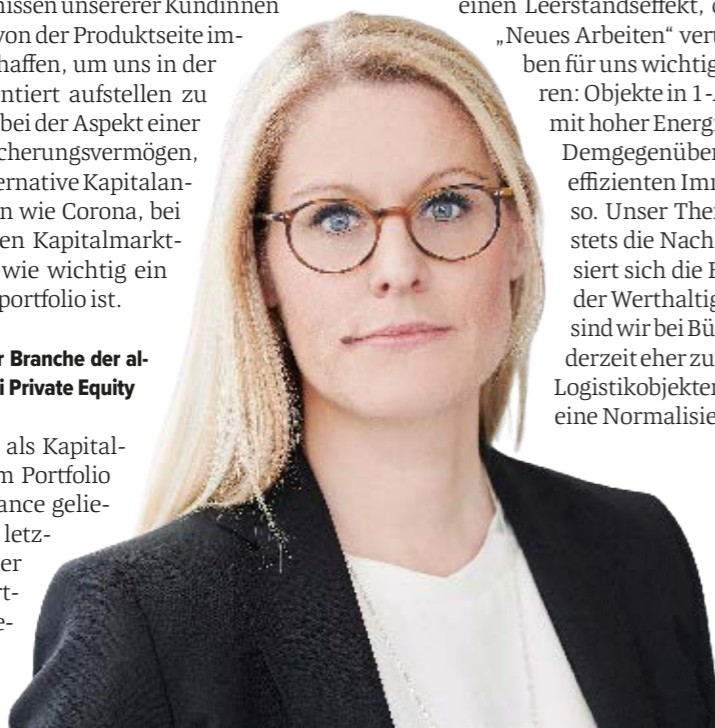 nissen unsererer Kundinnen
von der Produktseite im-
haffen, um uns in der
ntiert aufstellen zu
bei der Aspekt einer
cherungsvermögen,
ernative Kapitalan-
n wie Corona, bei
en Kapitalmarkt-
wie wichtig ein
portfolio ist.
r Branche der al-
i Private Equity
als Kapital-
m Portfolio
ance gelie-
letz-
er
rt-
e-
einen Leerstandseffekt, d
„Neues Arbeiten“ ver
ben für uns wichtig
ren: Objekte in 1-
mit hoher Energi
Demgegenüber
effizienten Imm
so. Unser Them
stets die Nach
siert sich die B
der Werthaltig
sind wir bei Bü
derzeit eher zu
Logistikobjekten
eine Normalisie